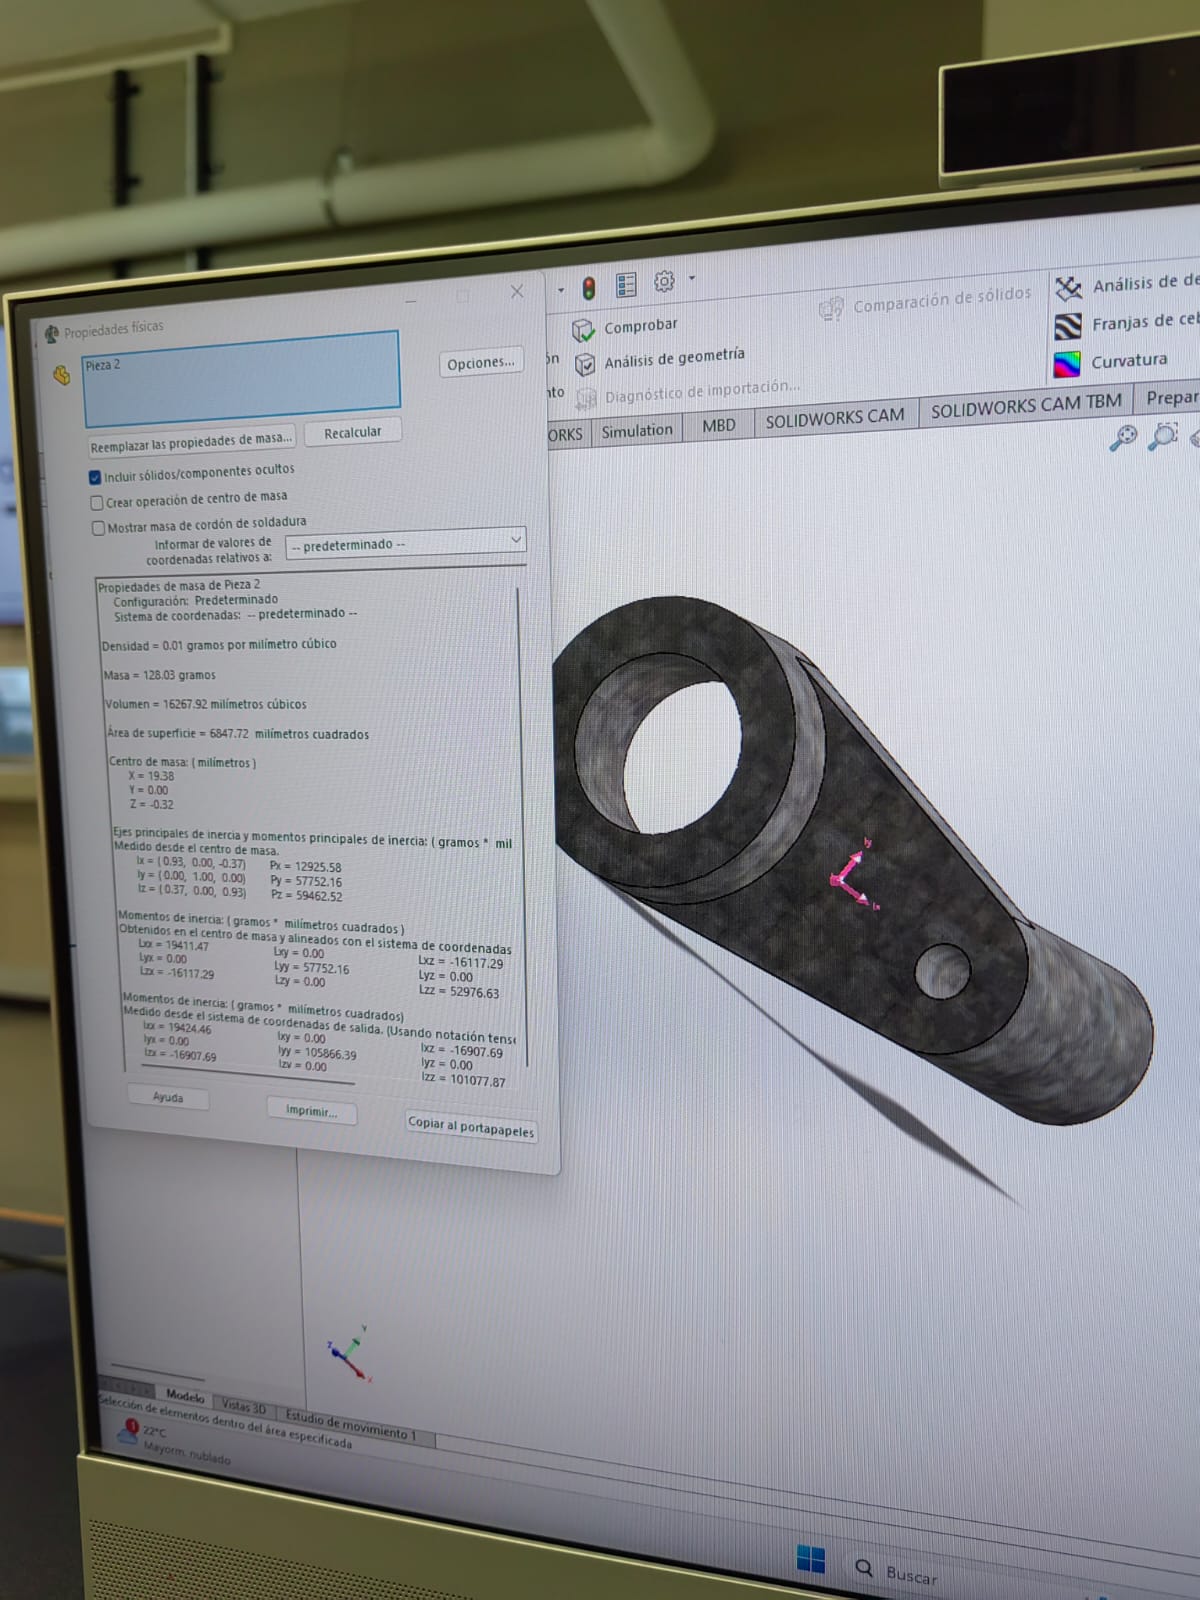 Propiedades físicas
Pieza 2
Opciones...
Reemplazar las propiedades de masa...
Recalcular
Incluir sólidos/componentes ocultos
Crear operación de centro de masa
Mostrar masa de cordón de soldadura
Informar de valores de
coordenadas relativos a:
-- predeterminado --
Propiedades de masa de Pieza 2
Configuración: Predeterminado
Sistema de coordenadas: -- predeterminado --
Densidad = 0.01 gramos por milímetro cúbico
Masa = 128.03 gramos
Volumen = 16267.92 milímetros cúbicos
Área de superficie = 6847.72 milímetros cuadrados
Centro de masa: ( milímetros )
X = 19.38
Y = 0.00
Z = -0.32
Ejes principales de inercia y momentos principales de inercia: ( gramos * mil
Medido desde el centro de masa.
Ix = (0.93, 0.00, -0.37) Px = 12925.58
Iy = (0.00, 1.00, 0.00) Py = 57752.16
Iz = (0.37, 0.00, 0.93) Pz = 59462.52
Momentos de inercia: ( gramos * milímetros cuadrados )
Obtenidos en el centro de masa y alineados con el sistema de coordenadas
Lxx = 19411.47 Lxy = 0.00 Lxz = -16117.29
Lyx = 0.00 Lyy = 57752.16 Lyz = 0.00
Lzx = -16117.29 Lzy = 0.00 Lzz = 52976.63
Momentos de inercia: ( gramos * milímetros cuadrados)
Medido desde el sistema de coordenadas de salida. (Usando notación tens
Ixx = 19424.46 Ixy = 0.00 Ixz = -16907.69
Iyx = 0.00 Iyy = 105866.39 Iyz = 0.00
Izx = -16907.69 Izy = 0.00 Izz = 101077.87
Ayuda
Imprimir...
Copiar al portapapeles
Comprobar
Análisis de geometría
Diagnóstico de importación...
Comparación de sólidos
Análisis de de
Franjas de ceb
Curvatura
ón
nto
ORKS
Simulation
MBD
SOLIDWORKS CAM
SOLIDWORKS CAM TBM
Prepar
Iy
Ix
Y
Z
X
Modelo
Vistas 3D
Estudio de movimiento 1
Selección de elementos dentro del área especificada
1
22°C
Mayorm. nublado
Buscar